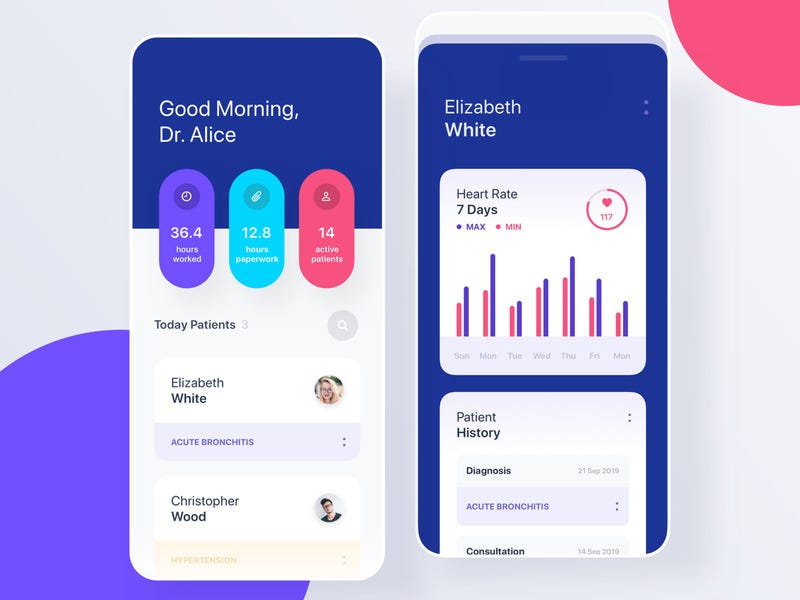 Good Morning,
Dr. Alice
36.4
hours
worked
12.8
hours
paperwork
14
active
patients
Today Patients 3
Elizabeth
White
ACUTE BRONCHITIS
Christopher
Wood
HYPERTENSION
Elizabeth
White
Heart Rate
7 Days
MAX MIN
117
Sun Mon Tue Wed Thu Fri Mon
Patient
History
Diagnosis 21 Sep 2019
ACUTE BRONCHITIS
Consultation 14 Sep 2019